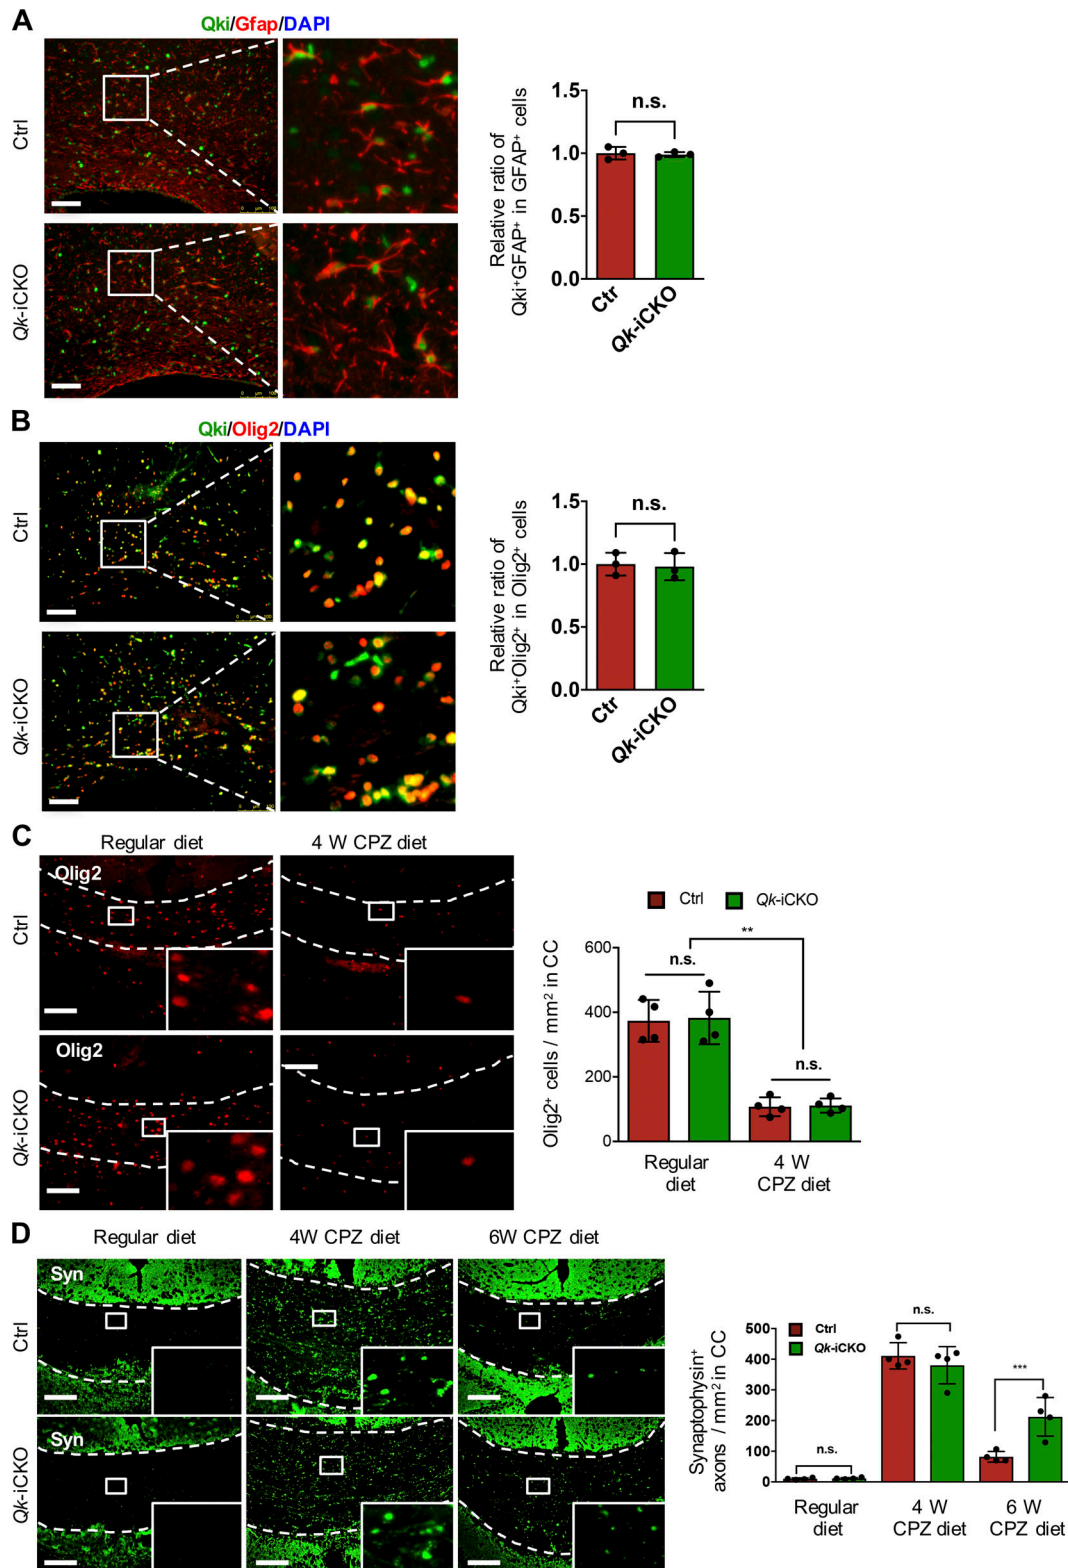 A
Qki/Gfap/DAPI
Ctrl
Qk-iCKO
Relative ratio of
Qki⁺GFAP⁺ in GFAP⁺ cells
1.5
1.0
0.5
0.0
n.s.
Ctr
Qk-iCKO
B
Qki/Olig2/DAPI
Ctrl
Qk-iCKO
Relative ratio of
Qki⁺Olig2⁺ in Olig2⁺ cells
1.5
1.0
0.5
0.0
n.s.
Ctr
Qk-iCKO
C
Regular diet
4 W CPZ diet
Ctrl
Olig2
Qk-iCKO
Olig2
Ctrl
Qk-iCKO
Olig2⁺ cells / mm² in CC
600
400
200
0
n.s.
**
n.s.
Regular
diet
4 W
CPZ diet
D
Regular diet
4W CPZ diet
6W CPZ diet
Ctrl
Syn
Qk-iCKO
Syn
Ctrl
Qk-iCKO
Synaptophysin⁺
axons / mm² in CC
500
400
300
200
100
0
n.s.
n.s.
***
Regular
diet
4 W
CPZ diet
6 W
CPZ diet